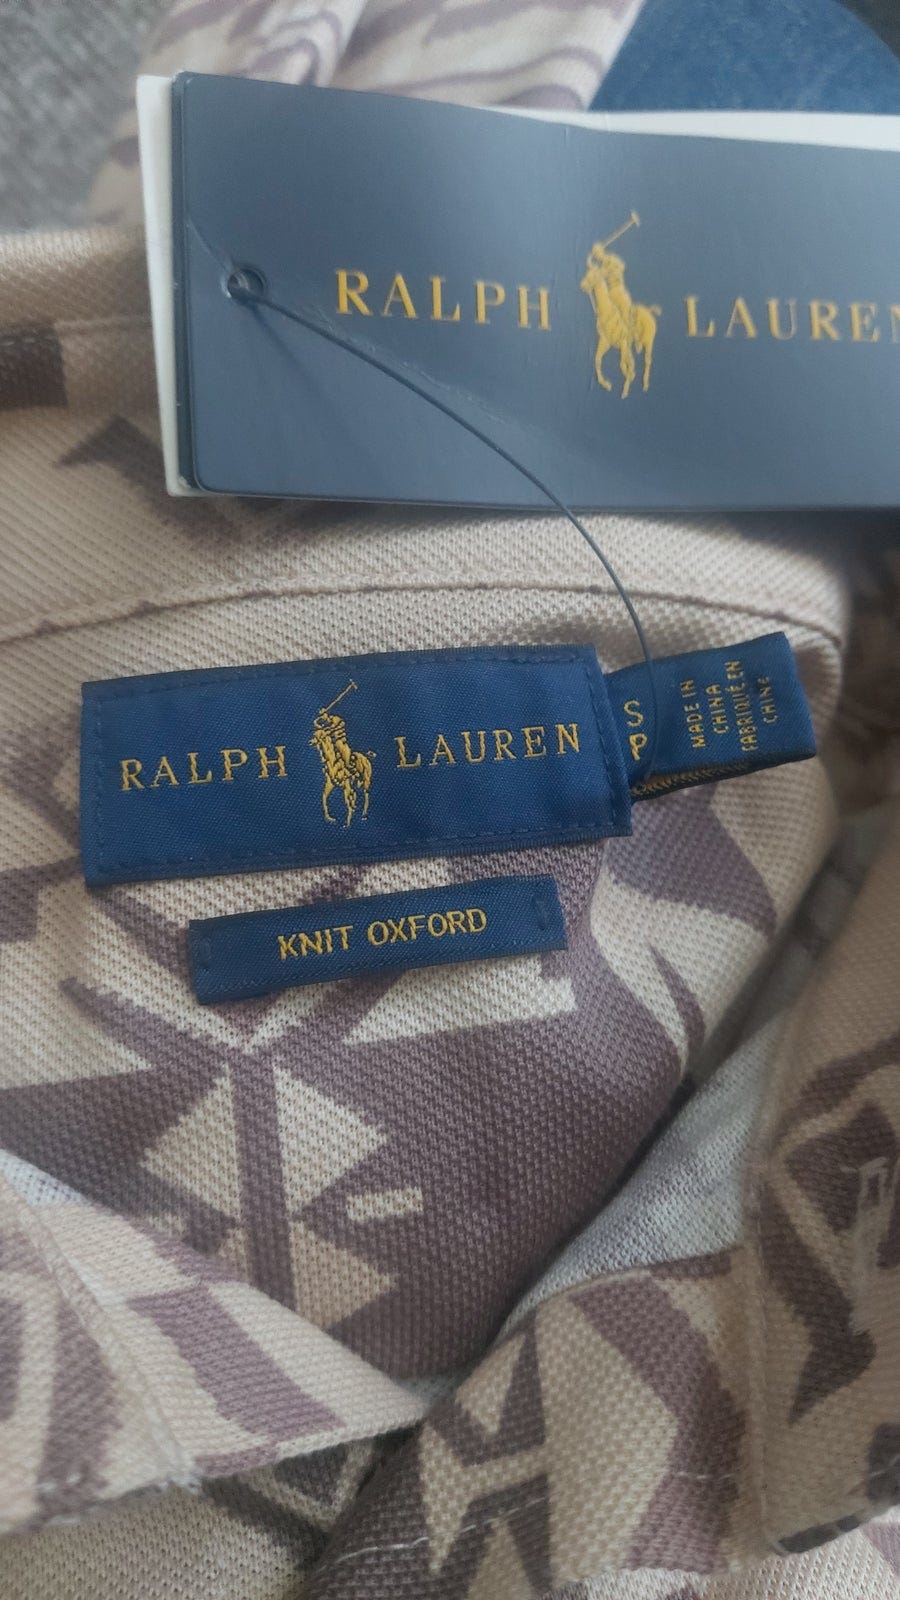 RALPH LAUREN
RALPH LAUREN
S
P
MADE IN
CHINA
FABRIQUÉ EN
CHINE
KNIT OXFORD